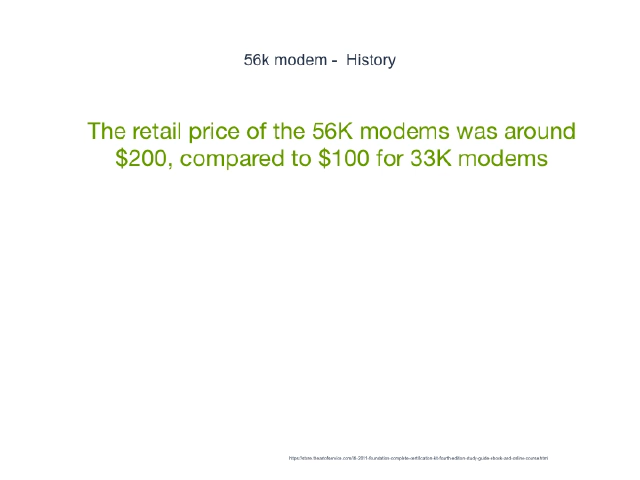 56k modem - History
The retail price of the 56K modems was around
$200, compared to $100 for 33K modems